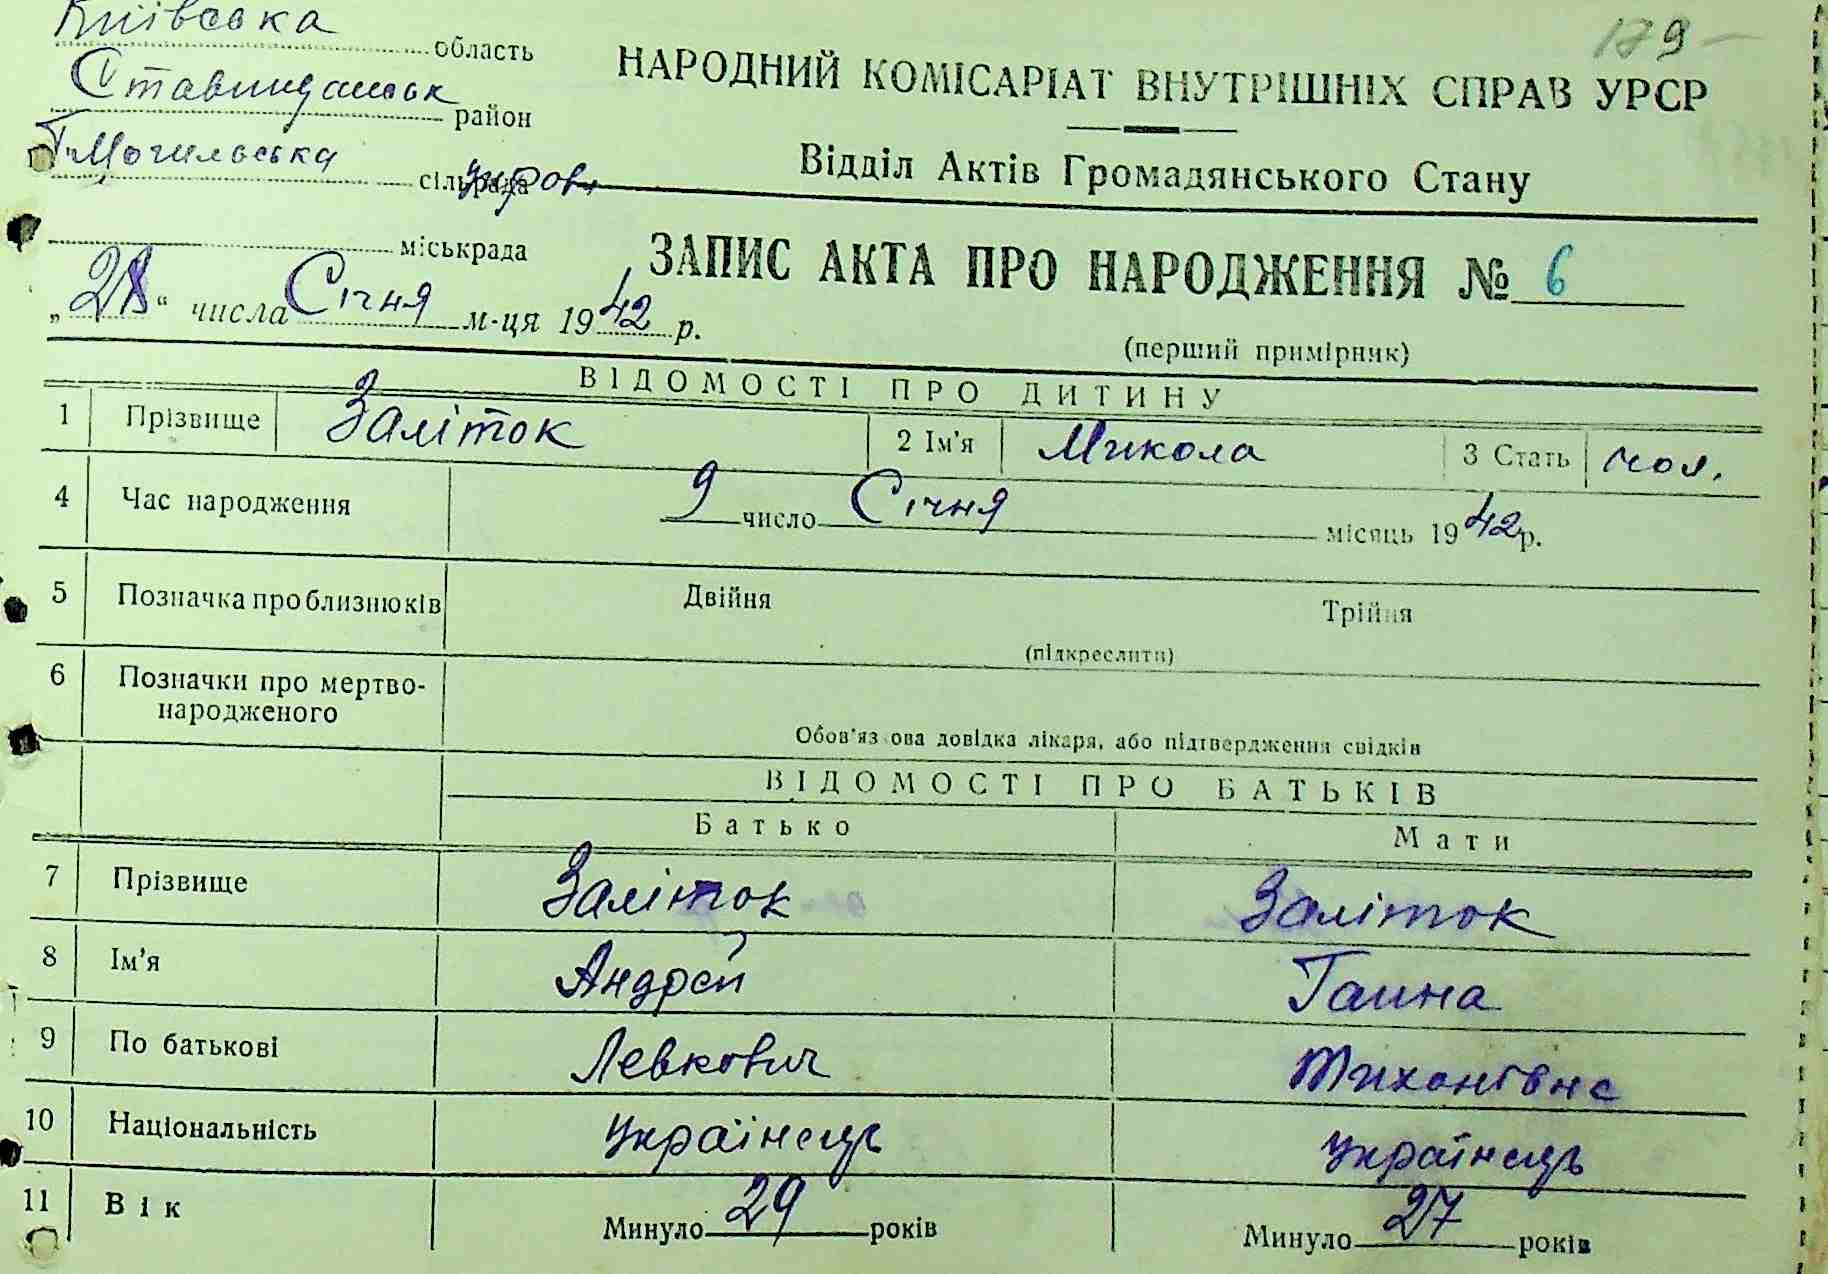 179
Київська область
Ставищанськ район
НАРОДНИЙ КОМІСАРІАТ ВНУТРІШНІХ СПРАВ УРСР
Могильська сільрада управ
Відділ Актів Громадянського Стану
міськрада
ЗАПИС АКТА ПРО НАРОДЖЕННЯ № 6
„28“ числа Січня м-ця 1942 р.
(перший примірник)
ВІДОМОСТІ ПРО ДИТИНУ
1 Прізвище Заліток 2 Ім'я Микола 3 Стать чол.
4 Час народження 9 число Січня місяць 1942 р.
5 Позначка про близнюків Двійня Трійня
(підкреслити)
6 Позначки про мертво-
народженого
Обов'язкова довідка лікаря, або підтвердження свідків
ВІДОМОСТІ ПРО БАТЬКІВ
Батько Мати
7 Прізвище Заліток Заліток
8 Ім'я Андрей Ганна
9 По батькові Левкович Тихонівна
10 Національність Українець Українець
11 Вік Минуло 29 років Минуло 27 років